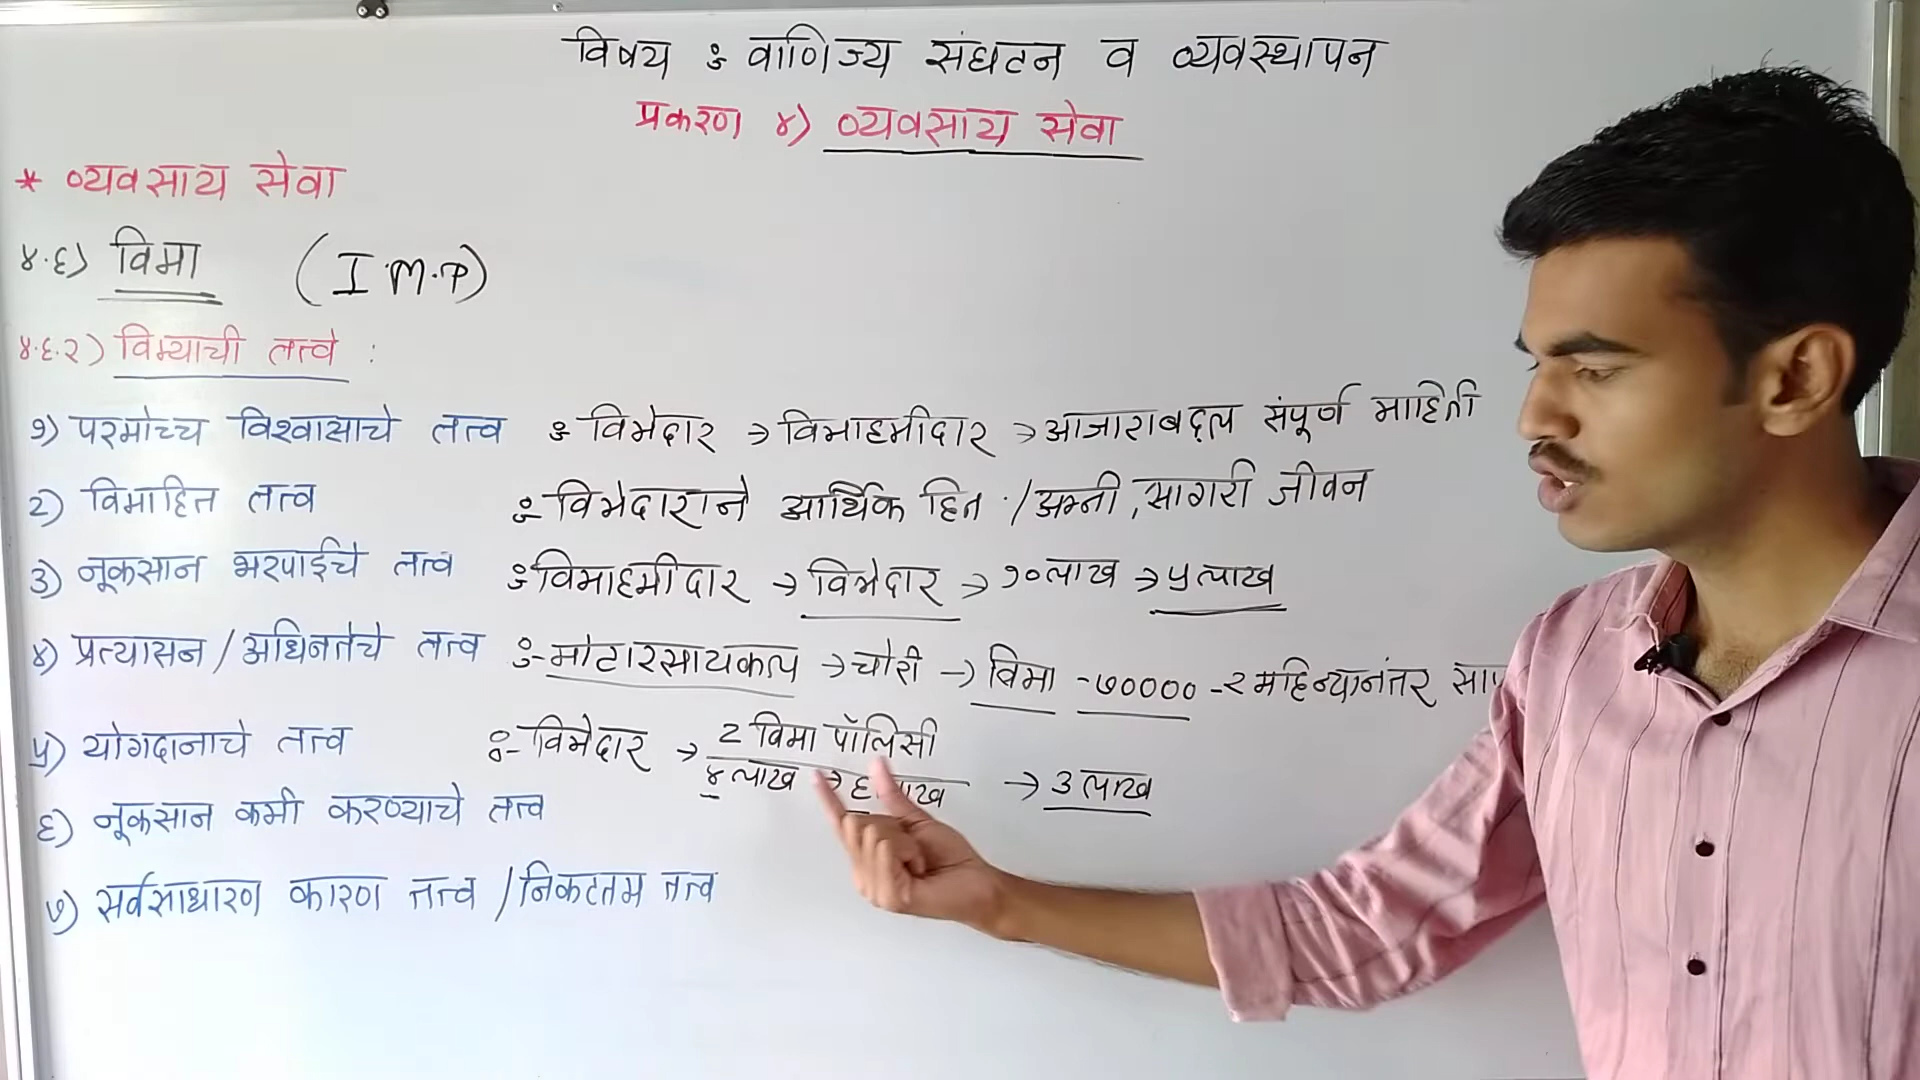 विषय : वाणिज्य संघटन व व्यवस्थापन
प्रकरण ४) व्यवसाय सेवा
* व्यवसाय सेवा
४.६) विमा (I.M.P)
४.६.२) विम्याची तत्त्वे :
१) परमोच्च विश्वासाचे तत्त्व : विमेदार → विमाहमीदार → आजाराबद्दल संपूर्ण माहिती
२) विमाहित तत्त्व :- विमेदाराने आर्थिक हित / अग्नी, सागरी जीवन
३) नूकसान भरपाईचे तत्त्व : विमाहमीदार → विमेदार → १० लाख → ५ लाख
४) प्रत्यासन / अधिनतेचे तत्त्व :- मोटारसायकल → चोरी → विमा - ७०००० - २ महिन्यानंतर
५) योगदानाचे तत्त्व :- विमेदार → 2 विमा पॉलिसी
४ लाख → ६ लाख → ३ लाख
६) नूकसान कमी करण्याचे तत्त्व
७) सर्वसाधारण कारण तत्त्व / निकटतम तत्त्व